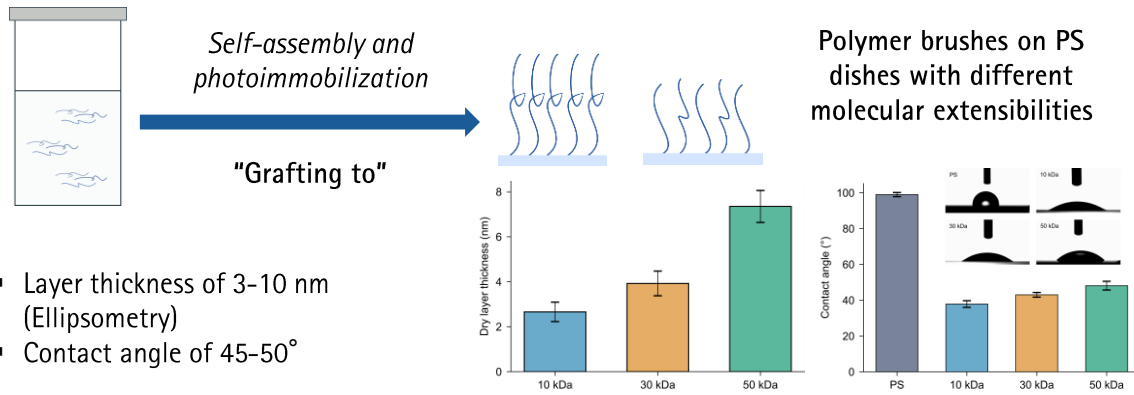 Self-assembly and
photoimmobilization
"Grafting to"
Polymer brushes on PS
dishes with different
molecular extensibilities
▪ Layer thickness of 3-10 nm
(Ellipsometry)
▪ Contact angle of 45-50°
Dry layer thickness (nm)
8
6
4
2
0
10 kDa
30 kDa
50 kDa
Contact angle (°)
100
80
60
40
20
0
PS
10 kDa
30 kDa
50 kDa
PS
10 kDa
30 kDa
50 kDa